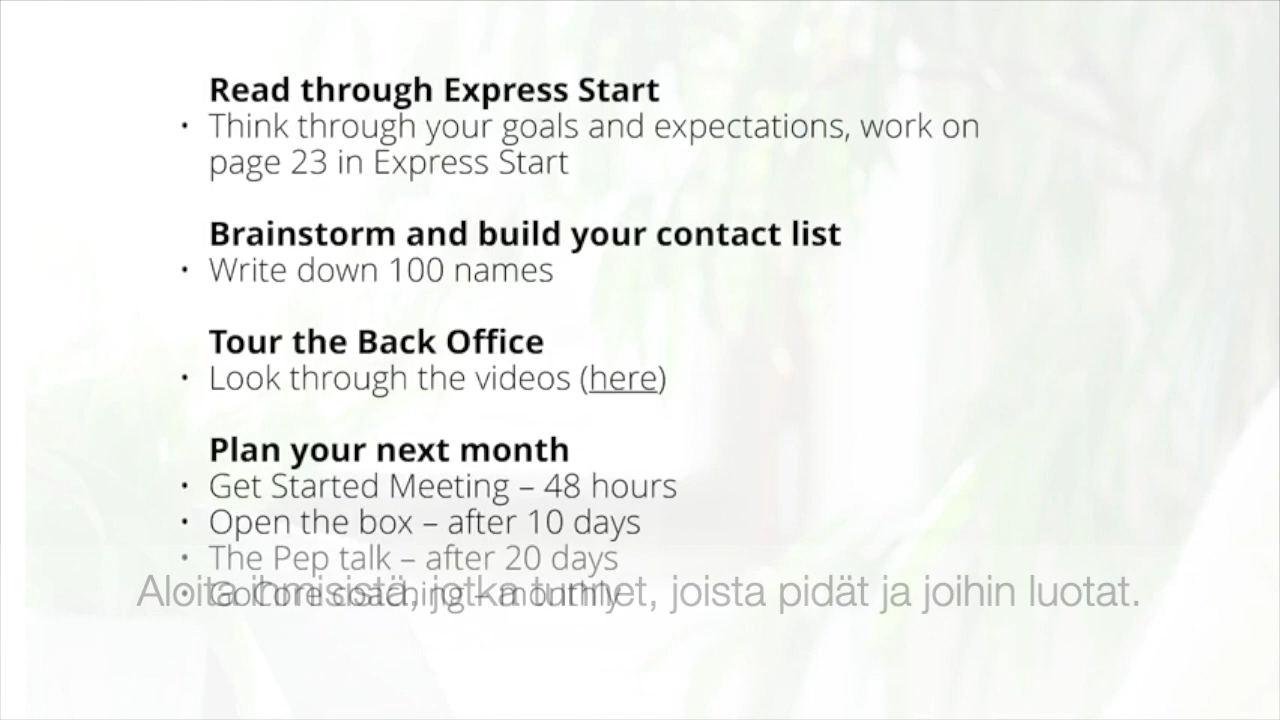 Read through Express Start
• Think through your goals and expectations, work on
page 23 in Express Start
Brainstorm and build your contact list
• Write down 100 names
Tour the Back Office
• Look through the videos (here)
Plan your next month
• Get Started Meeting – 48 hours
• Open the box – after 10 days
• The Pep talk – after 20 days
• GoCore coaching – monthly
Aloita ihmisistä, jotka tunnet, joista pidät ja joihin luotat.